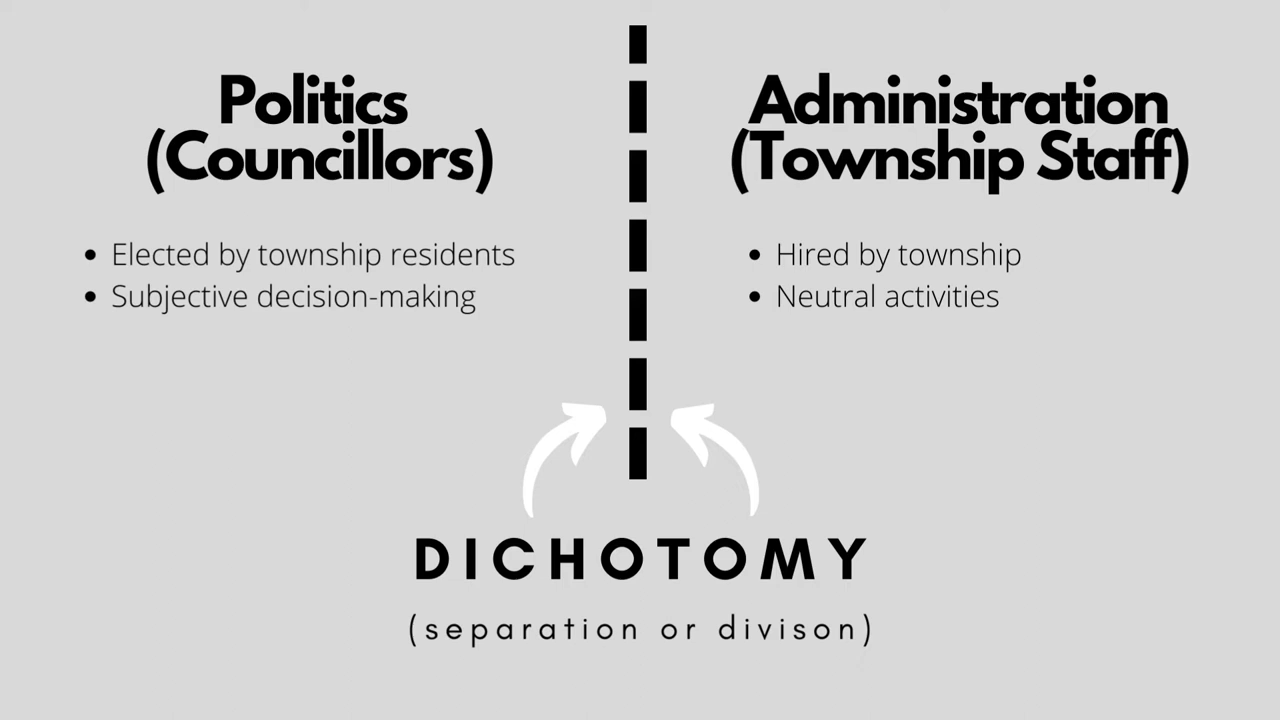 Politics
(Councillors)
• Elected by township residents
• Subjective decision-making
Administration
(Township Staff)
• Hired by township
• Neutral activities
DICHOTOMY
(separation or divison)